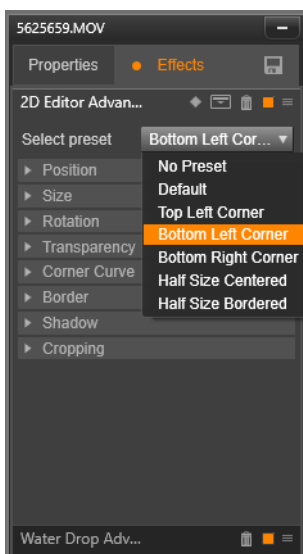 5625659.MOV
Properties Effects
2D Editor Advan...
Select preset Bottom Left Cor...
No Preset
Default
Top Left Corner
Bottom Left Corner
Bottom Right Corner
Half Size Centered
Half Size Bordered
Position
Size
Rotation
Transparency
Corner Curve
Border
Shadow
Cropping
Water Drop Adv...